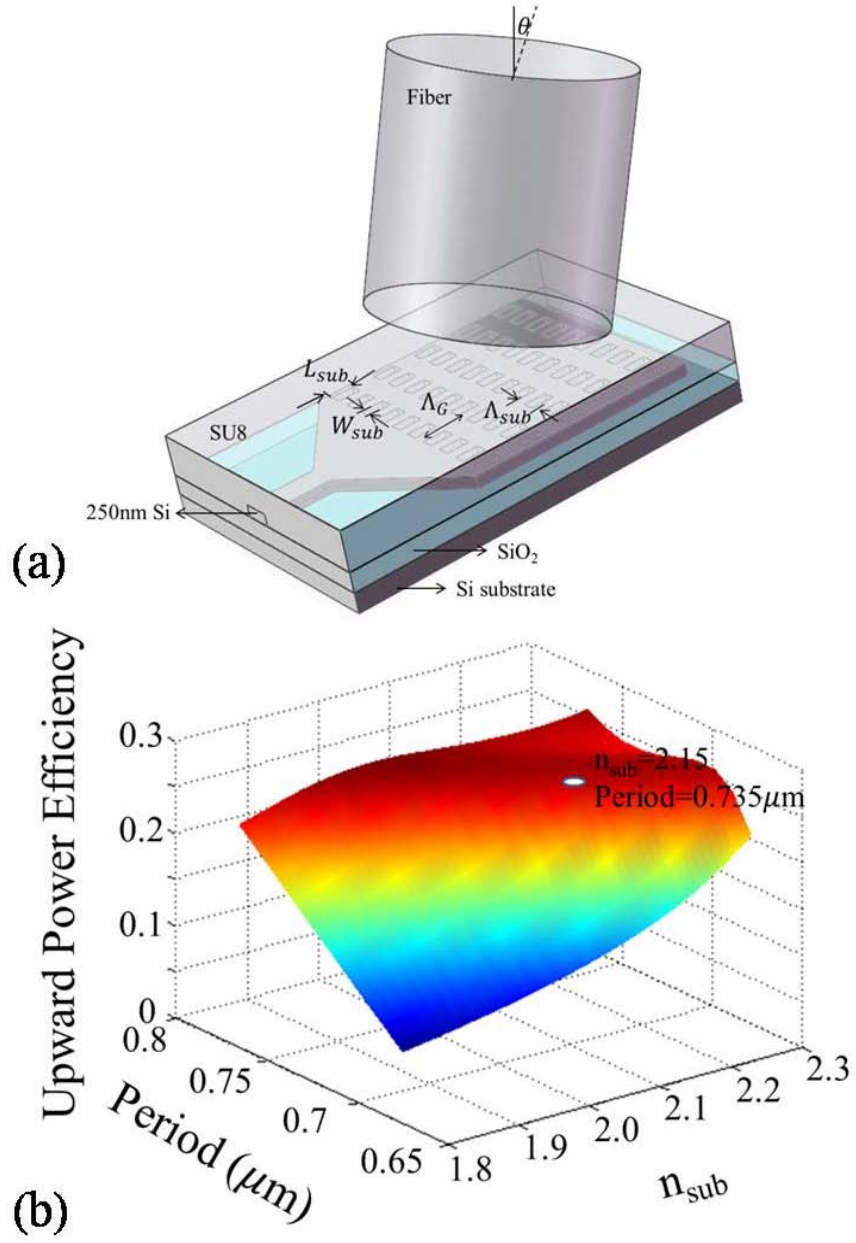 θ
Fiber
L_sub
Λ_G
Λ_sub
W_sub
SU8
250nm Si
SiO₂
(a)
Si substrate
Upward Power Efficiency
0.3
n_sub=2.15
Period=0.735μm
0.2
0.1
0
0.8
0.75
0.7
0.65
1.8
1.9
2.0
2.1
2.2
2.3
Period (μm)
n_sub
(b)